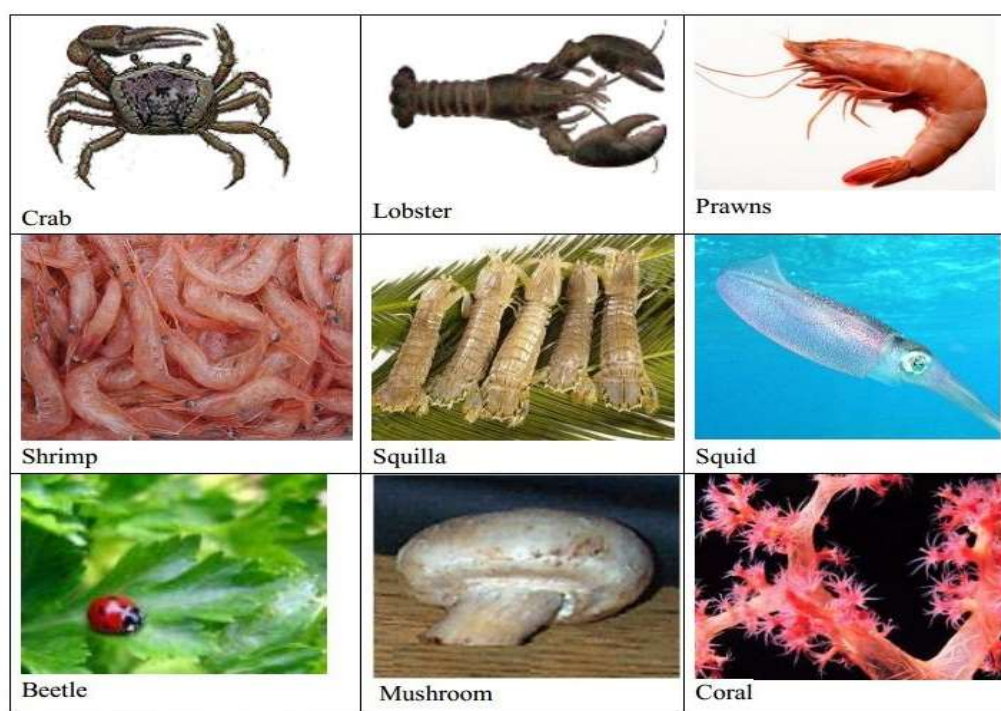 Crab
Lobster
Prawns
Shrimp
Squilla
Squid
Beetle
Mushroom
Coral